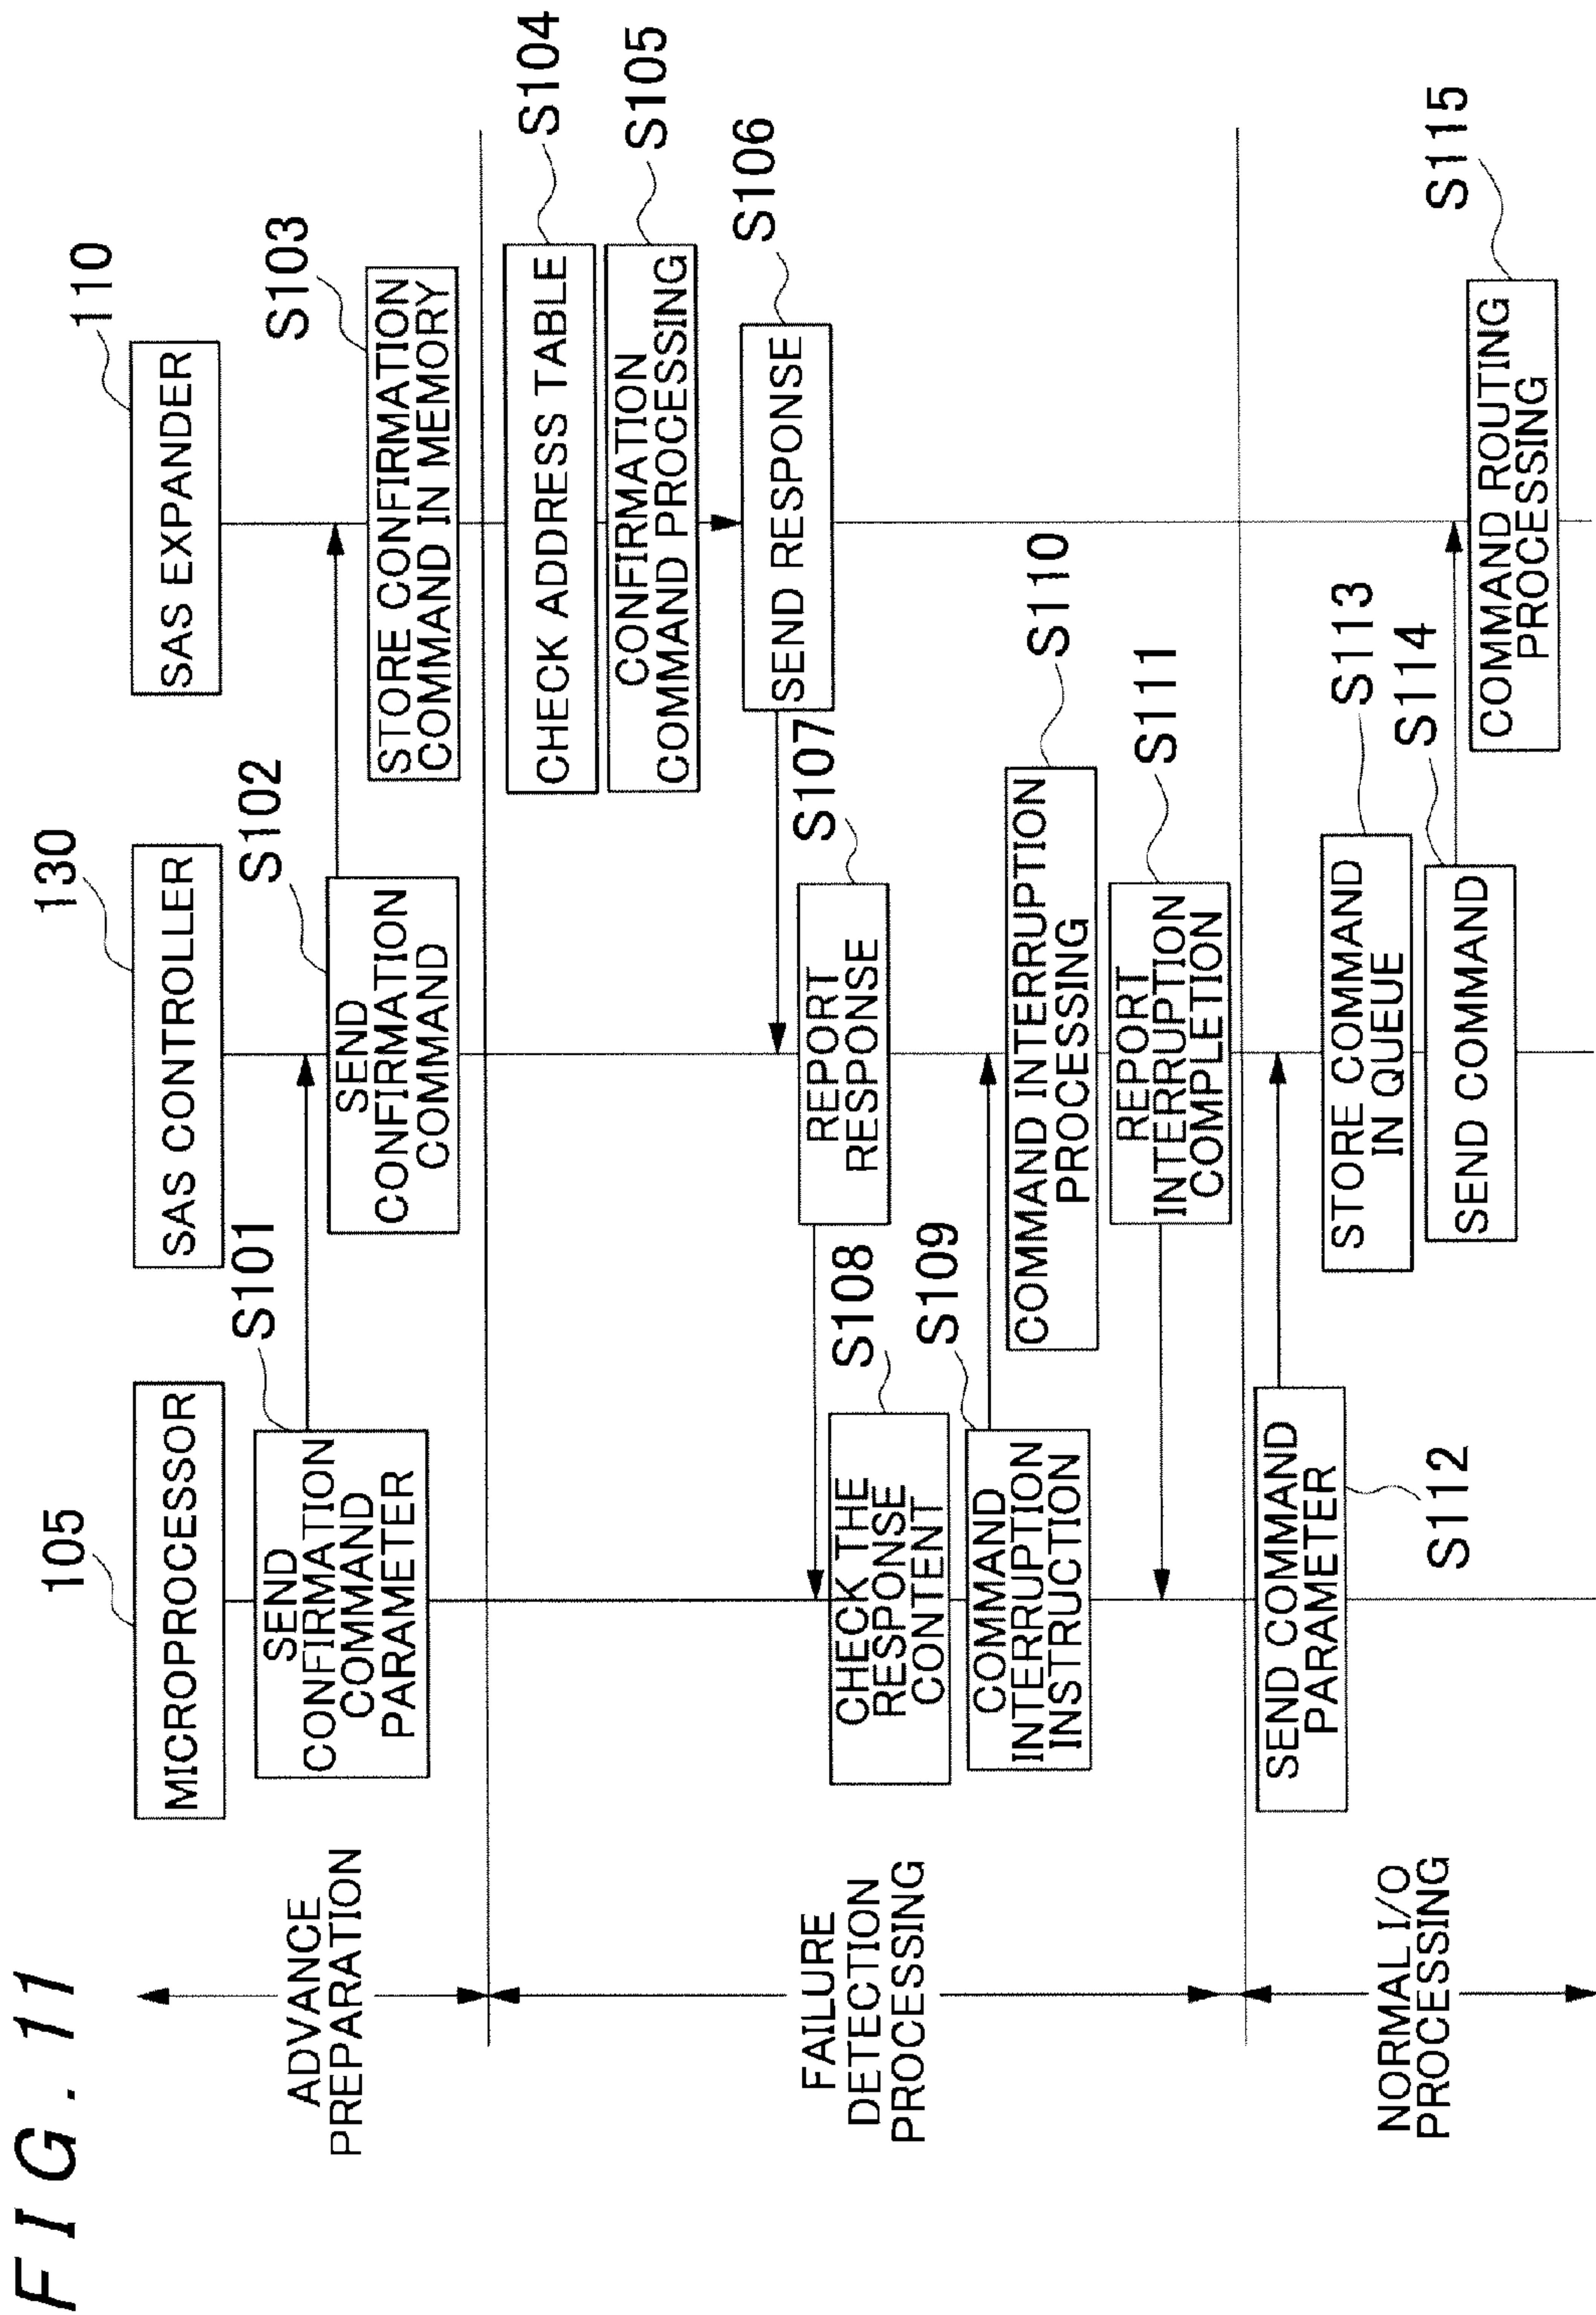 FIG. 11
105
130
110
MICROPROCESSOR
SAS CONTROLLER
SAS EXPANDER
ADVANCE
PREPARATION
S101
SEND
CONFIRMATION
COMMAND
PARAMETER
S102
SEND
CONFIRMATION
COMMAND
S103
STORE CONFIRMATION
COMMAND IN MEMORY
FAILURE
DETECTION
PROCESSING
S104
CHECK ADDRESS TABLE
S105
CONFIRMATION
COMMAND PROCESSING
S106
SEND RESPONSE
S107
REPORT
RESPONSE
S108
CHECK THE
RESPONSE
CONTENT
S109
COMMAND
INTERRUPTION
INSTRUCTION
S110
COMMAND INTERRUPTION
PROCESSING
S111
REPORT
INTERRUPTION
COMPLETION
NORMAL I/O
PROCESSING
SEND COMMAND
PARAMETER
S112
S113
STORE COMMAND
IN QUEUE
S114
SEND COMMAND
S115
COMMAND ROUTING
PROCESSING